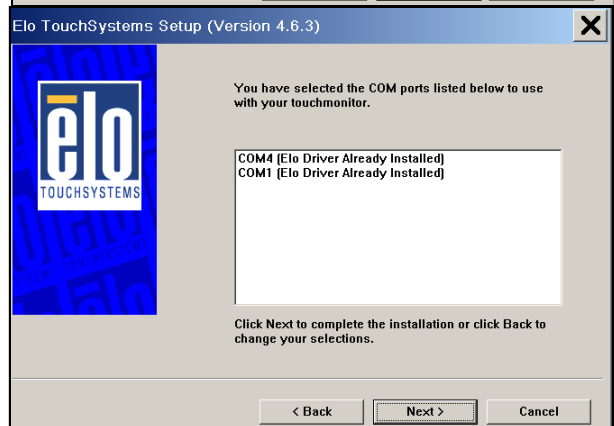 Elo TouchSystems Setup (Version 4.6.3)
elo
TOUCHSYSTEMS
You have selected the COM ports listed below to use
with your touchmonitor.
COM4 (Elo Driver Already Installed)
COM1 (Elo Driver Already Installed)
Click Next to complete the installation or click Back to
change your selections.
< Back
Next >
Cancel